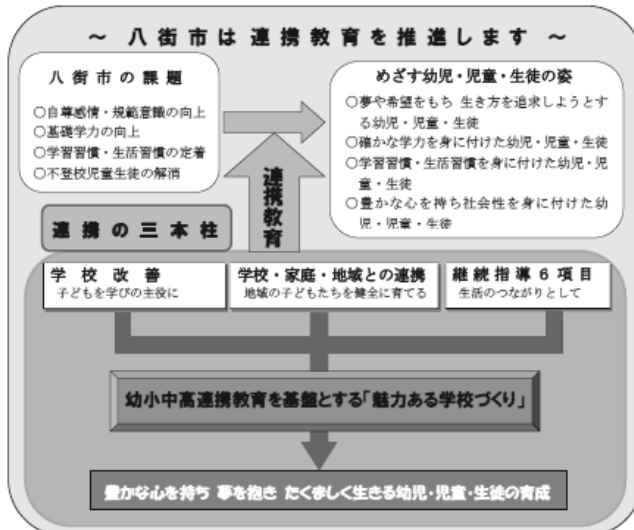 ～ 八街市は連携教育を推進します ～
八街市の課題
○自尊感情・規範意識の向上
○基礎学力の向上
○学習習慣・生活習慣の定着
○不登校児童生徒の解消
めざす幼児・児童・生徒の姿
○夢や希望をもち 生き方を追求しようとす
る幼児・児童・生徒
○確かな学力を身に付けた幼児・児童・生徒
○学習習慣・生活習慣を身に付けた幼児・児
童・生徒
○豊かな心を持ち社会性を身に付けた幼
児・児童・生徒
連携教育
連携の三本柱
学校改善
子どもを学びの主役に
学校・家庭・地域との連携
地域の子どもたちを健全に育てる
継続指導６項目
生活のつながりとして
幼小中高連携教育を基盤とする「魅力ある学校づくり」
豊かな心を持ち 夢を抱き たくましく生きる幼児・児童・生徒の育成